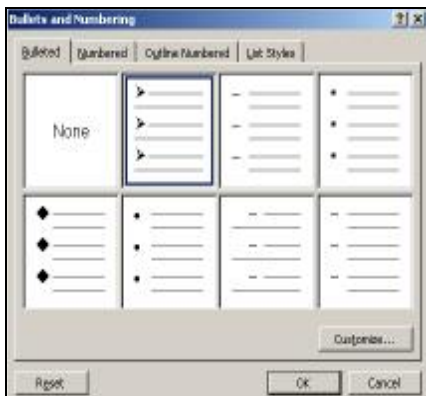 Bullets and Numbering
Bulleted Numbered Outline Numbered List Styles
None
Customize...
Reset OK Cancel